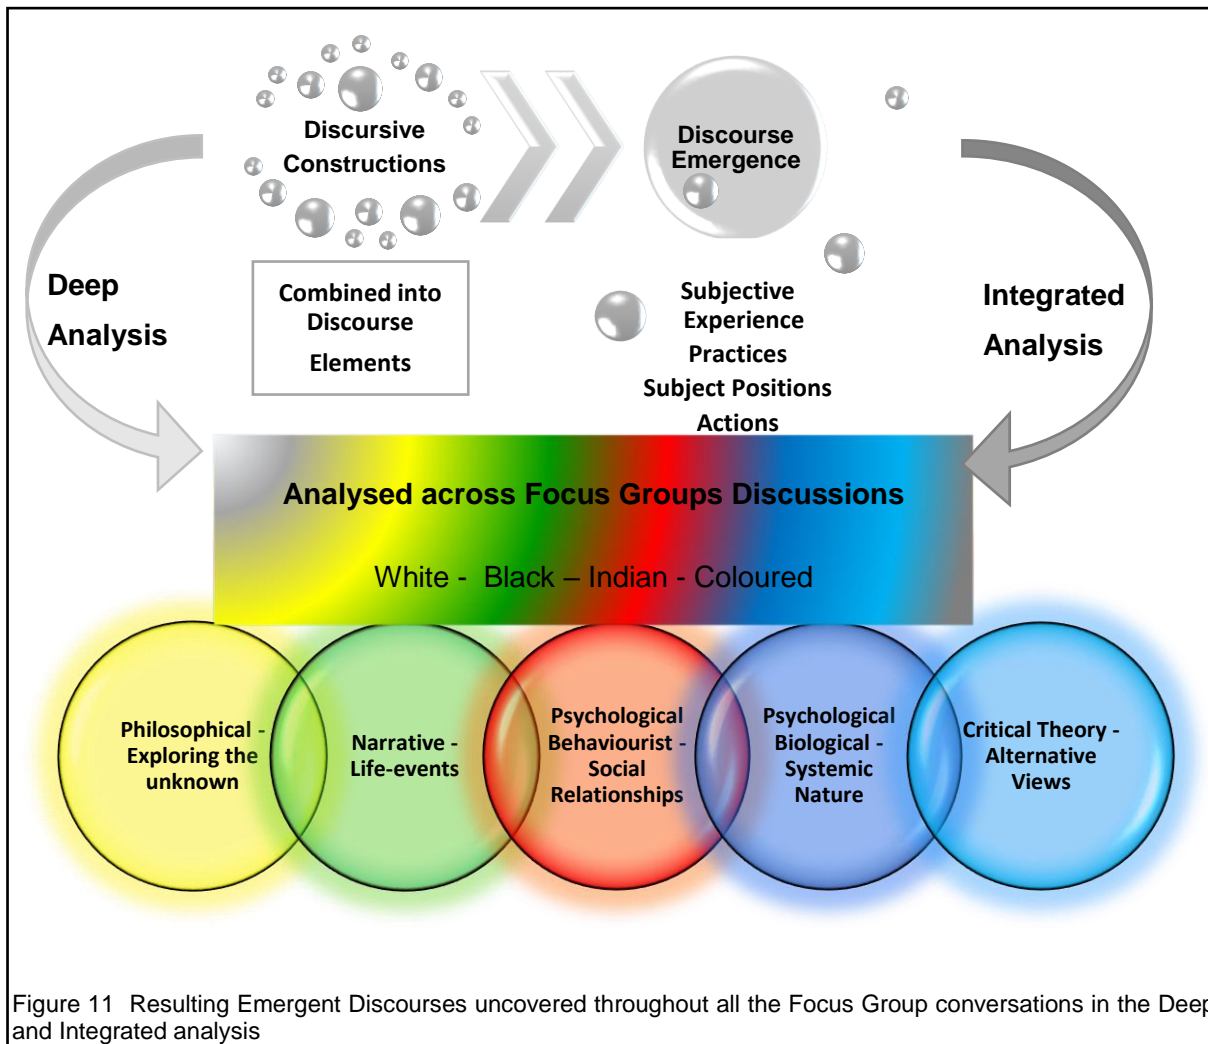 Discursive
Constructions
Discourse
Emergence
Deep
Analysis
Combined into
Discourse
Elements
Subjective
Experience
Practices
Subject Positions
Actions
Integrated
Analysis
Analysed across Focus Groups Discussions
White -  Black – Indian - Coloured
Philosophical -
Exploring the
unknown
Narrative -
Life-events
Psychological
Behaviourist -
Social
Relationships
Psychological
Biological -
Systemic
Nature
Critical Theory -
Alternative
Views
Figure 11  Resulting Emergent Discourses uncovered throughout all the Focus Group conversations in the Deep
and Integrated analysis